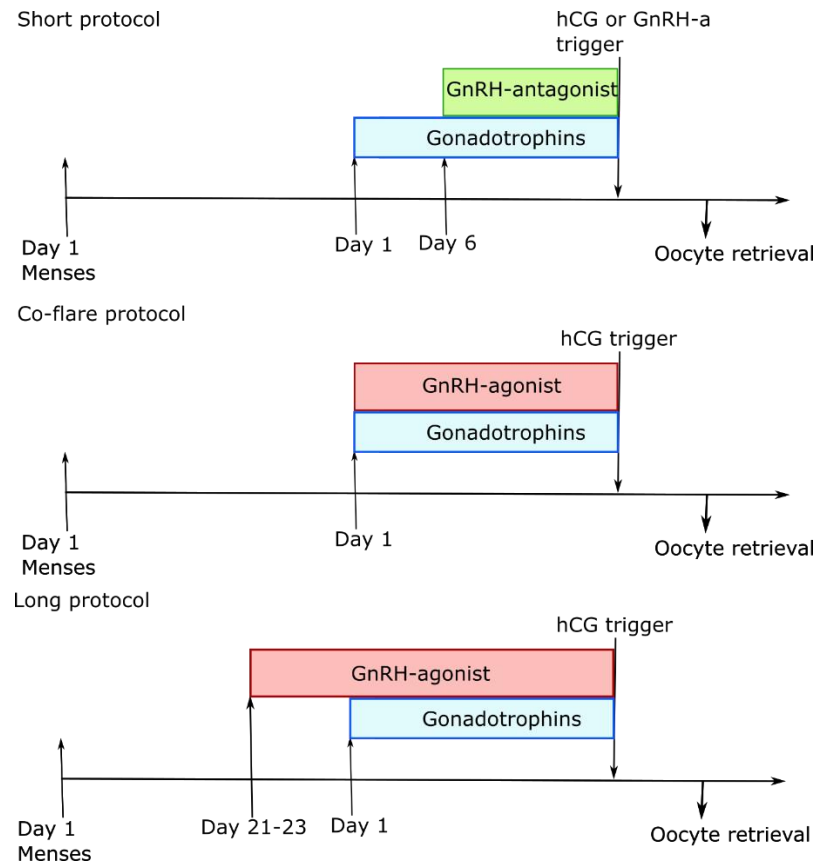 Short protocol
hCG or GnRH-a
trigger
GnRH-antagonist
Gonadotrophins
Day 1
Menses
Day 1
Day 6
Oocyte retrieval
Co-flare protocol
hCG trigger
GnRH-agonist
Gonadotrophins
Day 1
Menses
Day 1
Oocyte retrieval
Long protocol
hCG trigger
GnRH-agonist
Gonadotrophins
Day 1
Menses
Day 21-23
Day 1
Oocyte retrieval